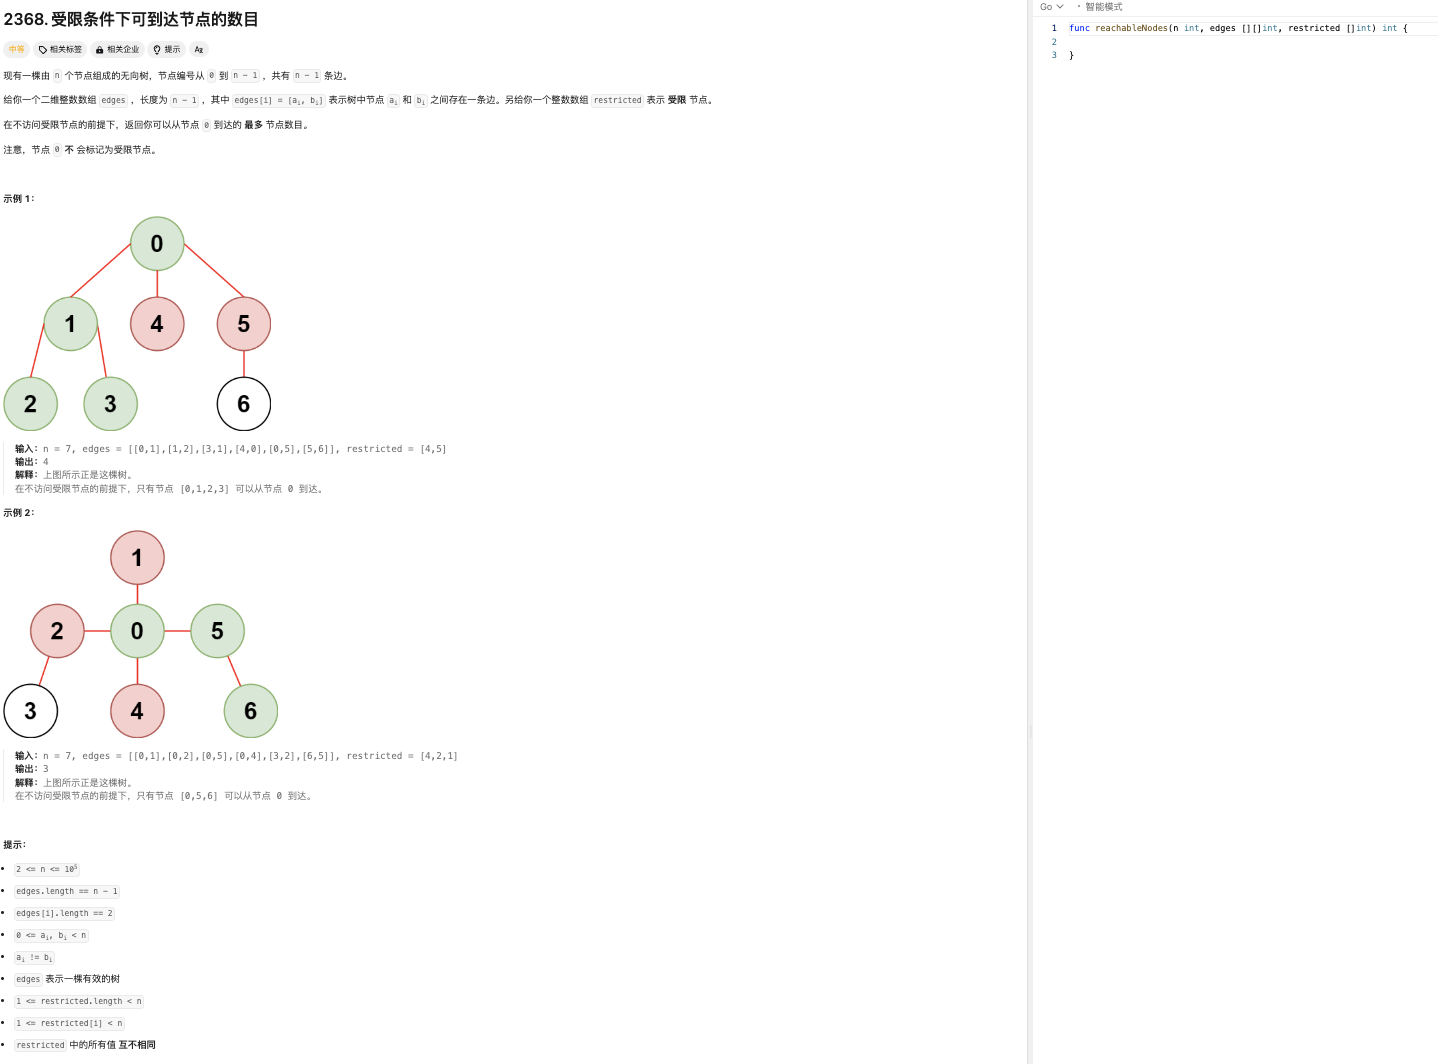 2368. 受限条件下可到达节点的数目
中等 相关标签 相关企业 提示 Aʀ
现有一棵由 n 个节点组成的无向树，节点编号从 0 到 n - 1 ，共有 n - 1 条边。
给你一个二维整数数组 edges ，长度为 n - 1 ，其中 edges[i] = [ai, bi] 表示树中节点 ai 和 bi 之间存在一条边。另给你一个整数数组 restricted 表示 受限 节点。
在不访问受限节点的前提下，返回你可以从节点 0 到达的 最多 节点数目。
注意，节点 0 不 会标记为受限节点。
示例 1：
0
1 4 5
2 3 6
输入：n = 7, edges = [[0,1],[1,2],[3,1],[4,0],[0,5],[5,6]], restricted = [4,5]
输出：4
解释：上图所示正是这棵树。
在不访问受限节点的前提下，只有节点 [0,1,2,3] 可以从节点 0 到达。
示例 2：
1
2 0 5
3 4 6
输入：n = 7, edges = [[0,1],[0,2],[0,5],[0,4],[3,2],[6,5]], restricted = [4,2,1]
输出：3
解释：上图所示正是这棵树。
在不访问受限节点的前提下，只有节点 [0,5,6] 可以从节点 0 到达。
提示：
2 <= n <= 10⁵
edges.length == n - 1
edges[i].length == 2
0 <= ai, bi < n
ai != bi
edges 表示一棵有效的树
1 <= restricted.length < n
1 <= restricted[i] < n
restricted 中的所有值 互不相同
Go · 智能模式
1 func reachableNodes(n int, edges [][]int, restricted []int) int {
2
3 }